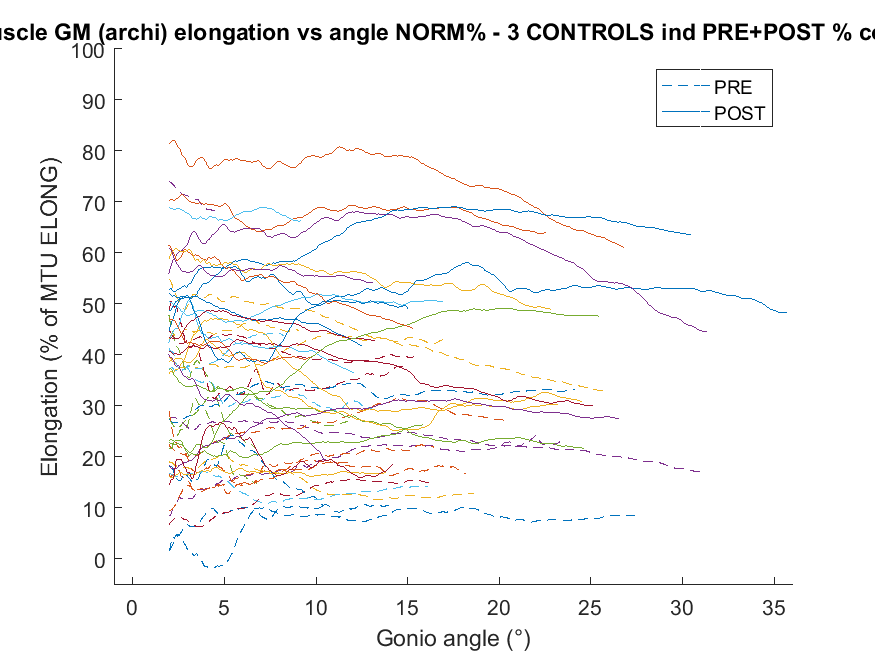 uscle GM (archi) elongation vs angle NORM% - 3 CONTROLS ind PRE+POST % co
100
90
80
70
60
50
40
30
20
10
0
Elongation (% of MTU ELONG)
PRE
POST
0 5 10 15 20 25 30 35
Gonio angle (°)